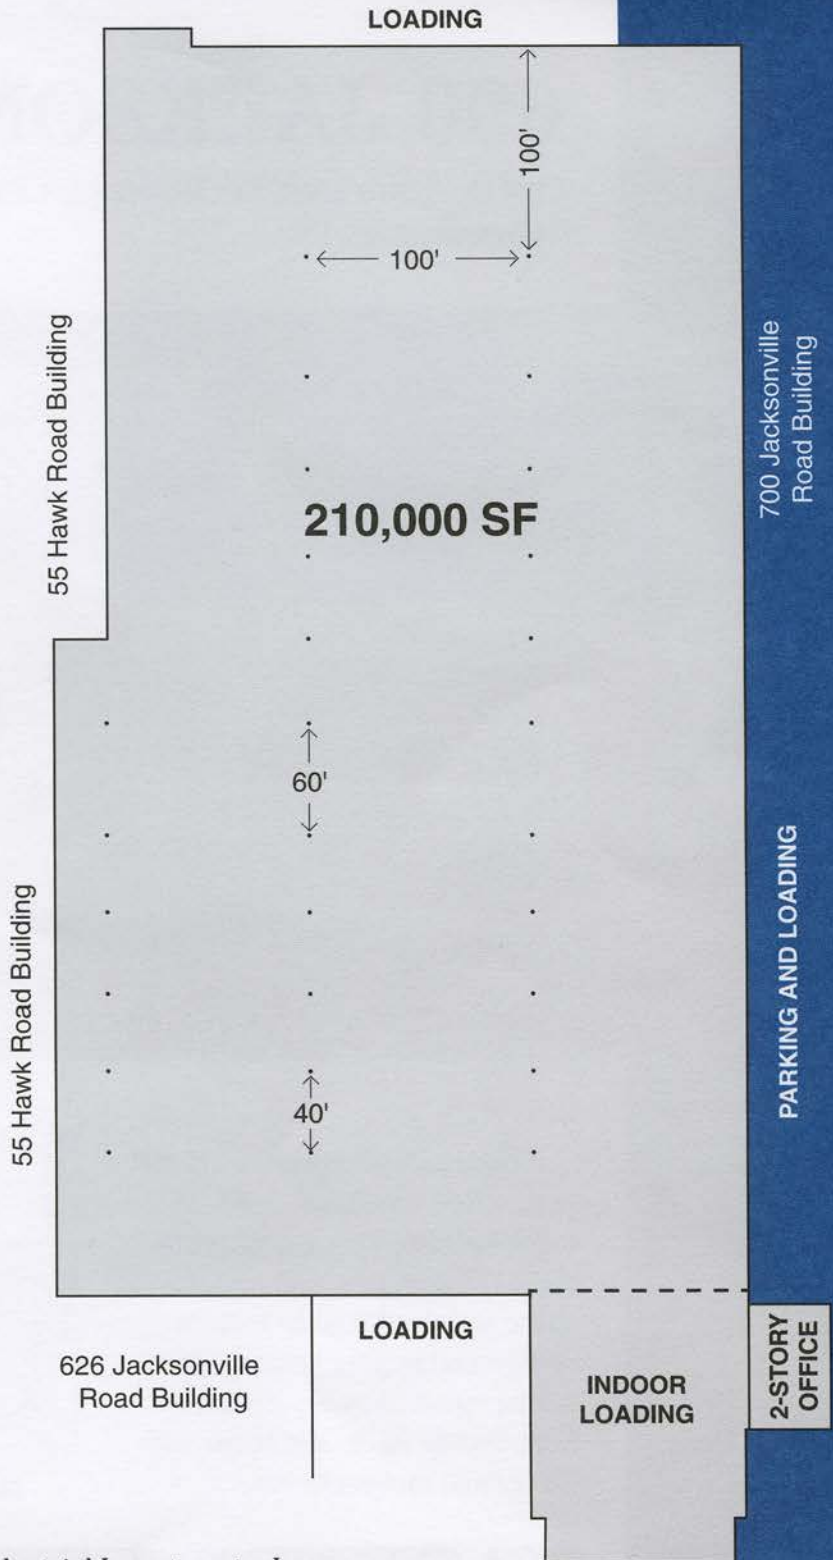 LOADING
100'
100'
55 Hawk Road Building
700 Jacksonville
Road Building
210,000 SF
60'
55 Hawk Road Building
PARKING AND LOADING
40'
LOADING
626 Jacksonville
Road Building
INDOOR
LOADING
2-STORY
OFFICE